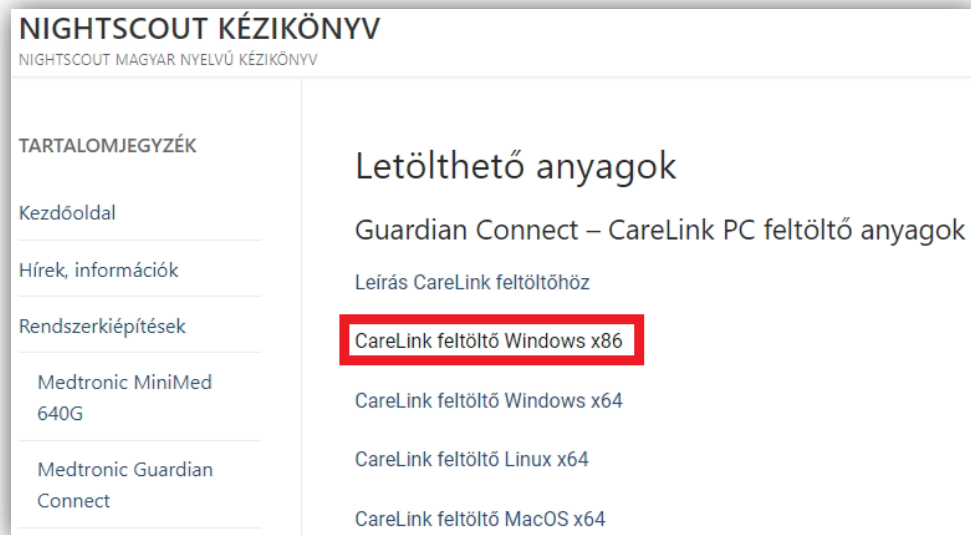 NIGHTSCOUT KÉZIKÖNYV
NIGHTSCOUT MAGYAR NYELVŰ KÉZIKÖNYV
TARTALOMJEGYZÉK
Kezdőoldal
Hírek, információk
Rendszerkiépítések
Medtronic MiniMed
640G
Medtronic Guardian
Connect
Letölthető anyagok
Guardian Connect – CareLink PC feltöltő anyagok
Leírás CareLink feltöltőhöz
CareLink feltöltő Windows x86
CareLink feltöltő Windows x64
CareLink feltöltő Linux x64
CareLink feltöltő MacOS x64